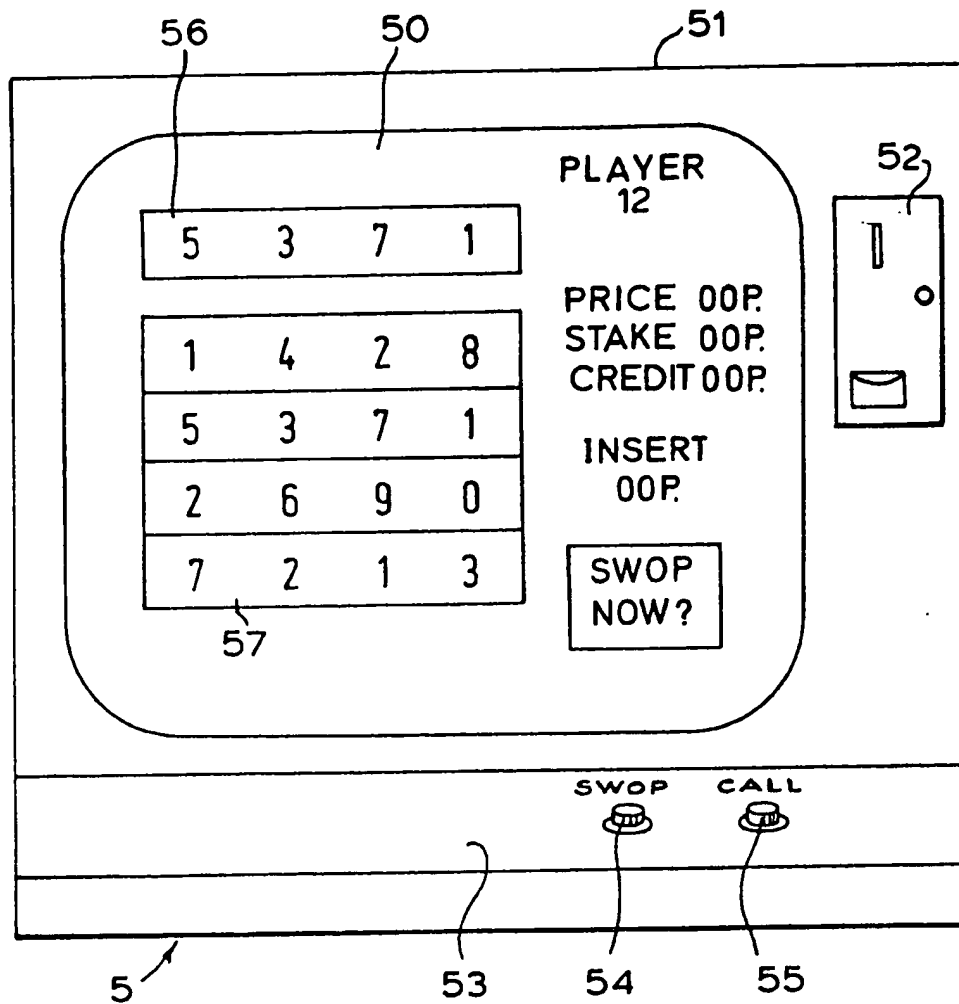 56
50
51
PLAYER
12
52
5 3 7 1
PRICE 00P.
STAKE 00P.
CREDIT 00P.
1 4 2 8
5 3 7 1
2 6 9 0
7 2 1 3
INSERT
00P.
SWOP
NOW?
57
SWOP CALL
5
53
54
55